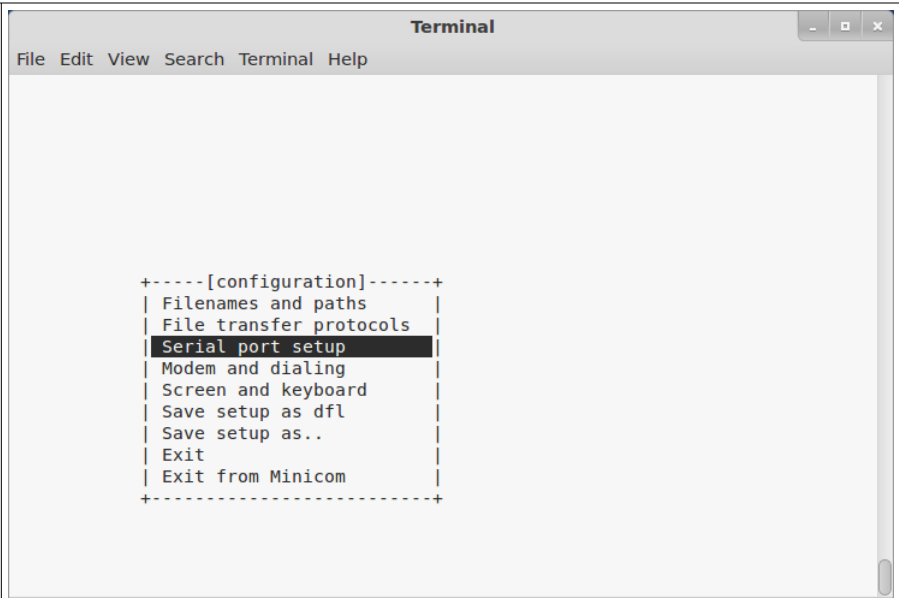 Terminal
File Edit View Search Terminal Help
+-----[configuration]------+
| Filenames and paths      |
| File transfer protocols  |
| Serial port setup        |
| Modem and dialing        |
| Screen and keyboard      |
| Save setup as dfl        |
| Save setup as..          |
| Exit                     |
| Exit from Minicom        |
+--------------------------+